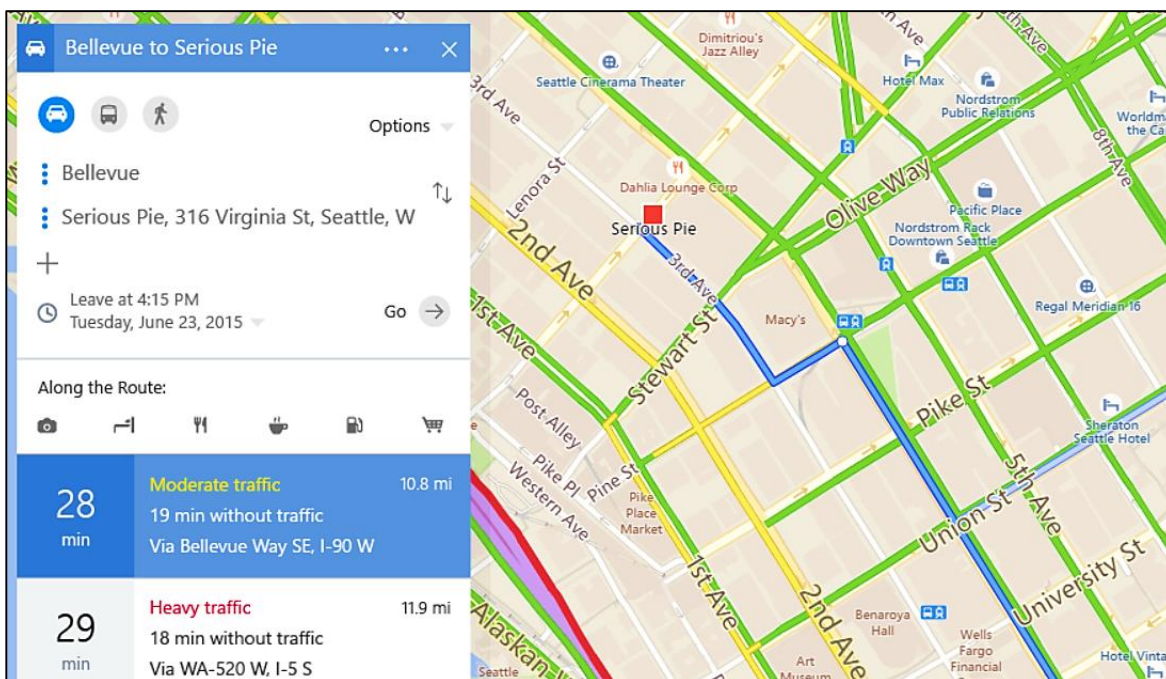 Bellevue to Serious Pie
Options
Bellevue
Serious Pie, 316 Virginia St, Seattle, W
Leave at 4:15 PM
Tuesday, June 23, 2015
Go
Along the Route:
28
min
Moderate traffic
10.8 mi
19 min without traffic
Via Bellevue Way SE, I-90 W
29
min
Heavy traffic
11.9 mi
18 min without traffic
Via WA-520 W, I-5 S
Dimitriou's
Jazz Alley
Seattle Cinerama Theater
Hotel Max
Nordstrom
Public Relations
3rd Ave
8th Ave
Lenora St
Dahlia Lounge Corp
Serious Pie
Olive Way
Pacific Place
Nordstrom Rack
Downtown Seattle
2nd Ave
3rd Ave
Regal Meridian 16
Macy's
1st Ave
Stewart St
Pike St
Sheraton
Seattle Hotel
Post Alley
Pike Pl
Pine St
Western Ave
Pike
Place
Market
5th Ave
Union St
University St
1st Ave
2nd Ave
Benaroya
Hall
Wells
Fargo
Financial
Hotel Vinta
Alaskan
Art
Museum
Seattle